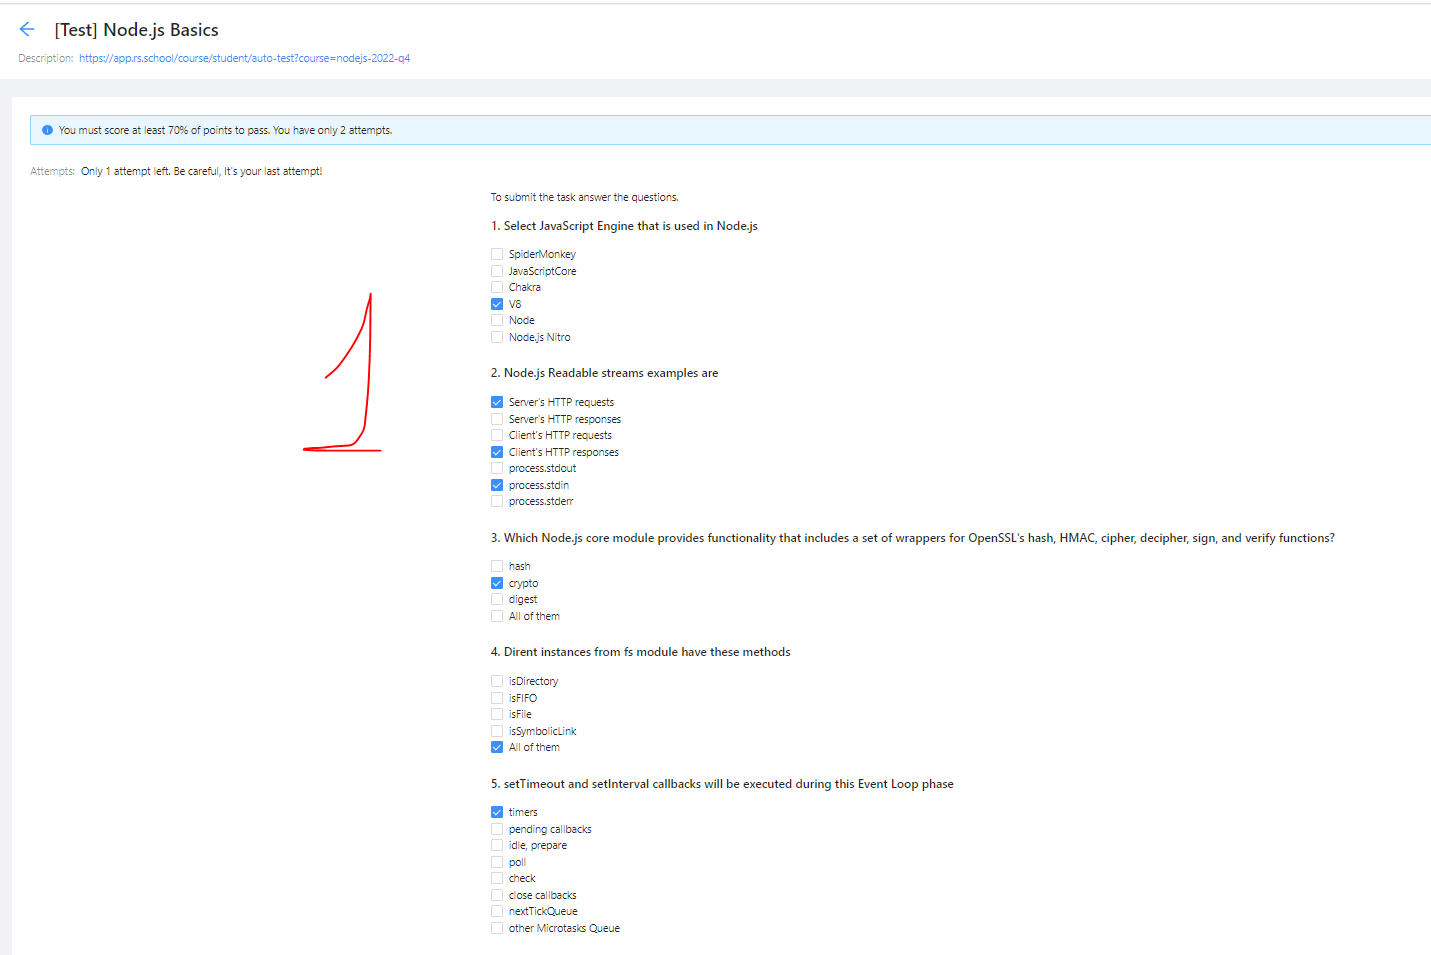 [Test] Node.js Basics
Description: https://app.rs.school/course/student/auto-test?course=nodejs-2022-q4
You must score at least 70% of points to pass. You have only 2 attempts.
Attempts: Only 1 attempt left. Be careful, It's your last attempt!
To submit the task answer the questions.
1. Select JavaScript Engine that is used in Node.js
SpiderMonkey
JavaScriptCore
Chakra
V8
Node
Node.js Nitro
1
2. Node.js Readable streams examples are
Server's HTTP requests
Server's HTTP responses
Client's HTTP requests
Client's HTTP responses
process.stdout
process.stdin
process.stderr
3. Which Node.js core module provides functionality that includes a set of wrappers for OpenSSL's hash, HMAC, cipher, decipher, sign, and verify functions?
hash
crypto
digest
All of them
4. Dirent instances from fs module have these methods
isDirectory
isFIFO
isFile
isSymbolicLink
All of them
5. setTimeout and setInterval callbacks will be executed during this Event Loop phase
timers
pending callbacks
idle, prepare
poll
check
close callbacks
nextTickQueue
other Microtasks Queue